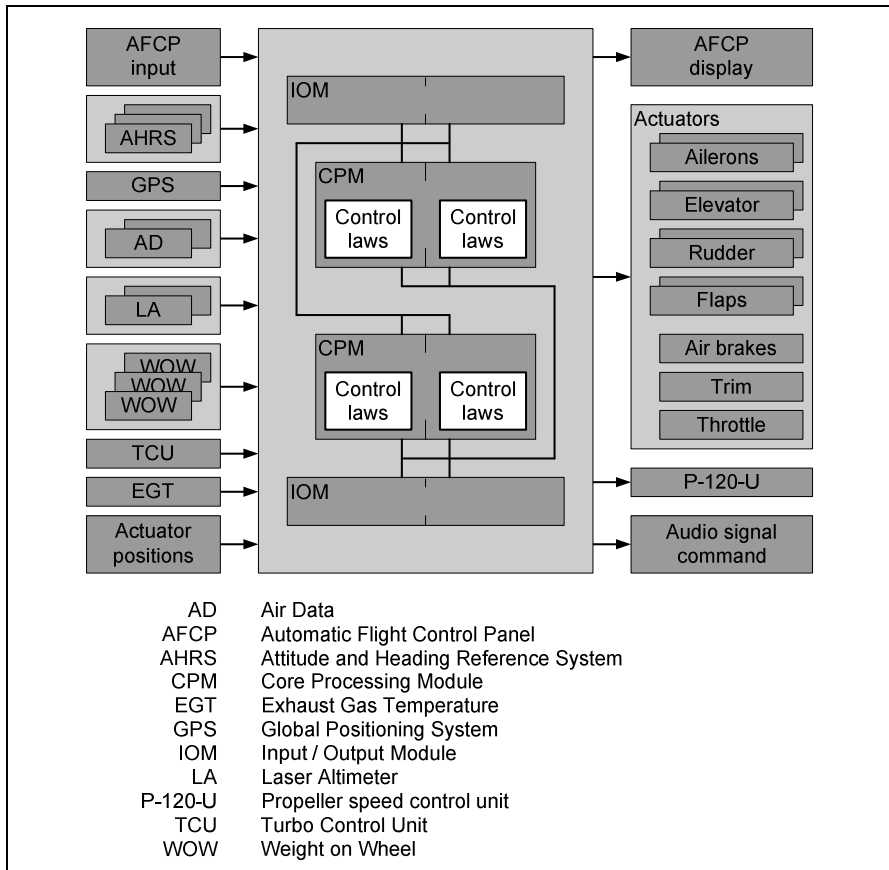 AFCP
input
AHRS
GPS
AD
LA
WOW
WOW
WOW
TCU
EGT
Actuator
positions
IOM
CPM
Control
laws
Control
laws
CPM
Control
laws
Control
laws
IOM
AFCP
display
Actuators
Ailerons
Elevator
Rudder
Flaps
Air brakes
Trim
Throttle
P-120-U
Audio signal
command
AD Air Data
AFCP Automatic Flight Control Panel
AHRS Attitude and Heading Reference System
CPM Core Processing Module
EGT Exhaust Gas Temperature
GPS Global Positioning System
IOM Input / Output Module
LA Laser Altimeter
P-120-U Propeller speed control unit
TCU Turbo Control Unit
WOW Weight on Wheel